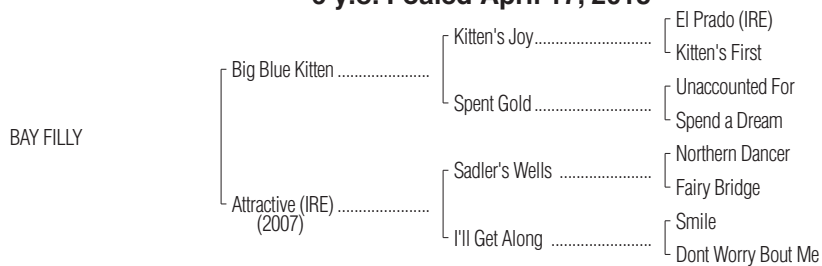 y.o. Foaled April 17,
El Prado (IRE)
Kitten's Joy
Kitten's First
Big Blue Kitten
Unaccounted For
Spent Gold
Spend a Dream
BAY FILLY
Northern Dancer
Sadler's Wells
Fairy Bridge
Attractive (IRE)
(2007)
Smile
I'll Get Along
Dont Worry Bout Me